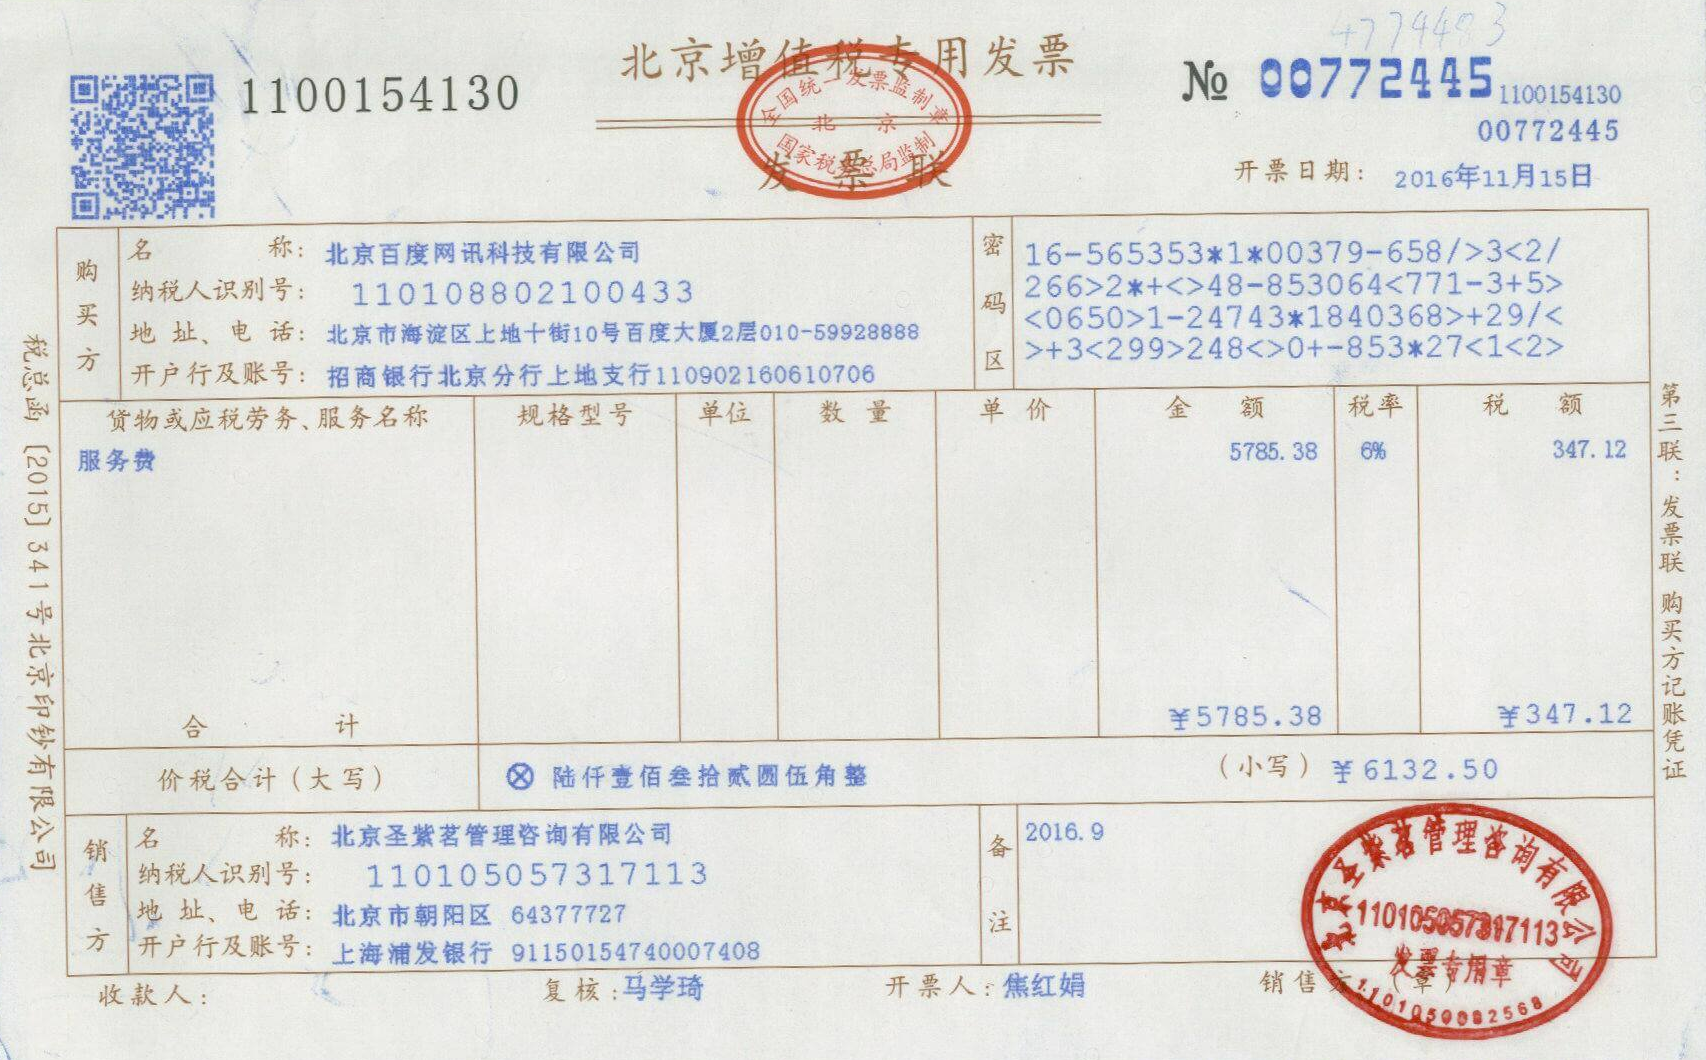 4774473
北京增值税专用发票
1100154130
№ 00772445
1100154130
00772445
全国统一发票监制章
北 京
国家税务总局监制
发 票 联
开票日期: 2016年11月15日
购买方
名 称: 北京百度网讯科技有限公司
纳税人识别号: 110108802100433
地 址、电 话: 北京市海淀区上地十街10号百度大厦2层010-59928888
开户行及账号: 招商银行北京分行上地支行110902160610706
密码区
16-565353*1*00379-658/>3<2/
266>2*+<>48-853064<771-3+5>
<0650>1-24743*1840368>+29/<
>+3<299>248<>0+-853*27<1<2>
货物或应税劳务、服务名称 规格型号 单位 数 量 单 价 金 额 税率 税 额
服务费 5785.38 6% 347.12
合 计 ¥5785.38 ¥347.12
价税合计(大写) ⊗ 陆仟壹佰叁拾贰圆伍角整 (小写) ¥6132.50
销售方
名 称: 北京圣紫茗管理咨询有限公司
纳税人识别号: 110105057317113
地 址、电 话: 北京市朝阳区 64377727
开户行及账号: 上海浦发银行 91150154740007408
备注
2016.9
北京圣紫茗管理咨询有限公司
110105057317113
发票专用章
1101050082568
收款人: 复核:马学琦 开票人:焦红娟 销售方(章)
税总函〔2015〕341号北京印钞有限公司
第三联:发票联 购买方记账凭证